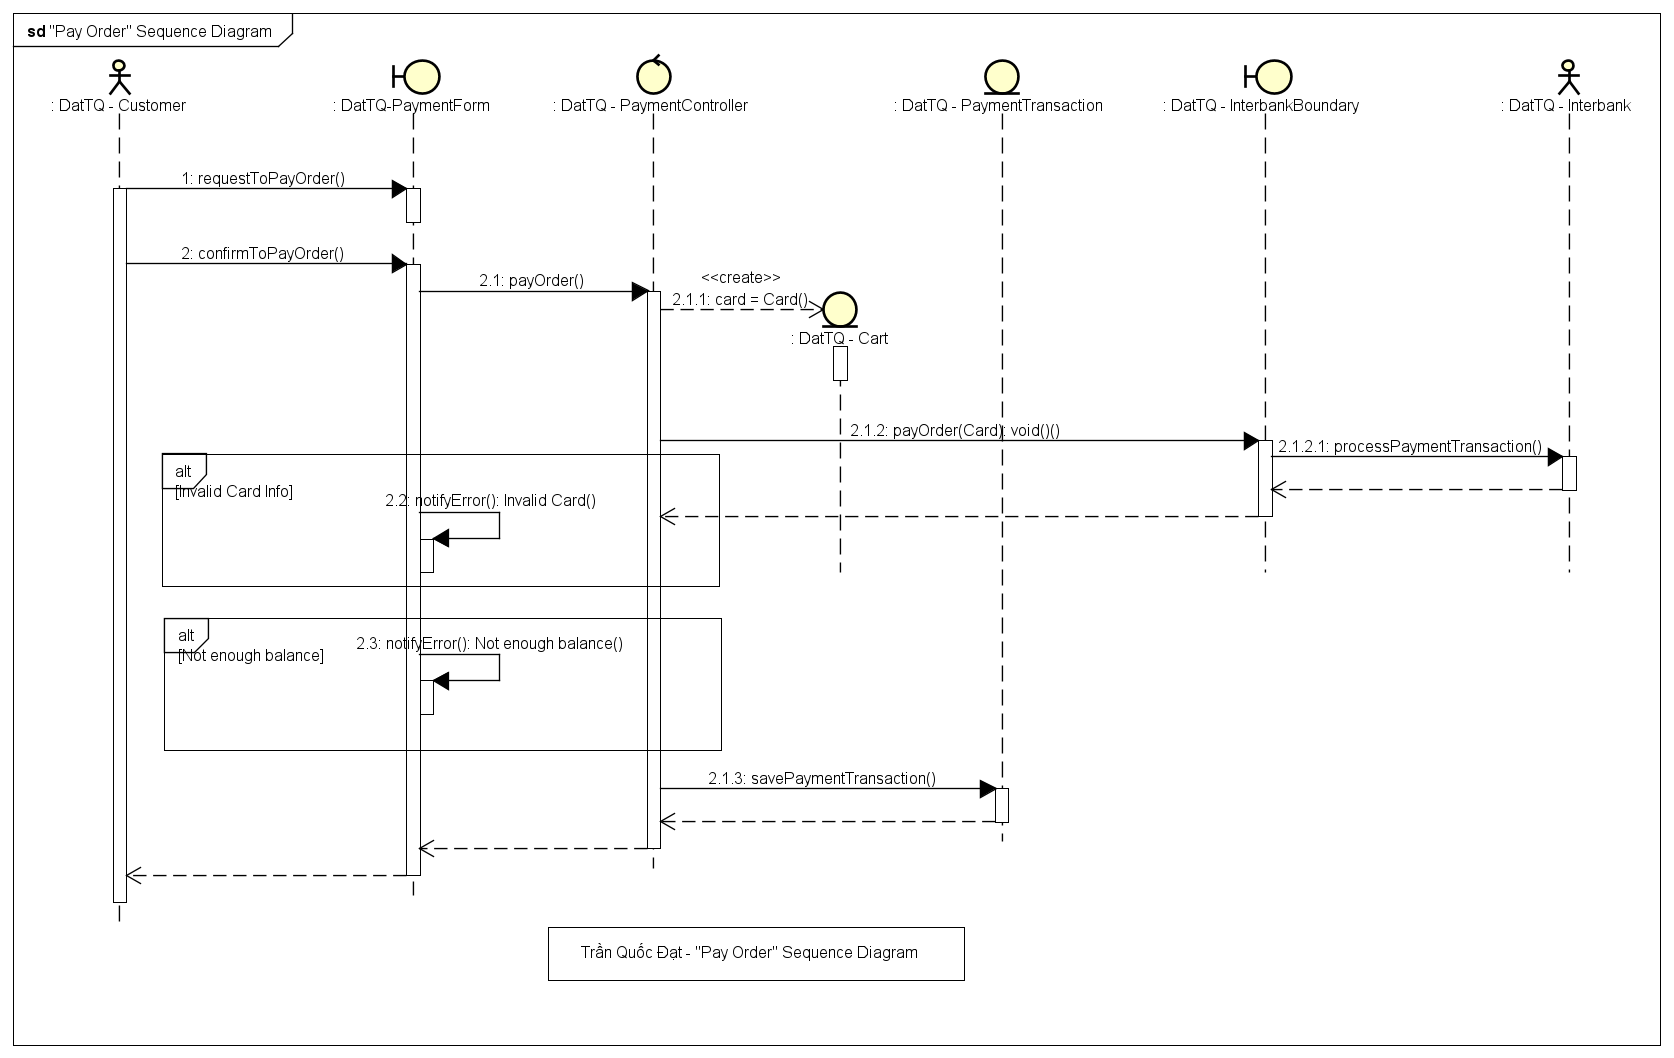 sd "Pay Order" Sequence Diagram
: DatTQ - Customer
: DatTQ-PaymentForm
: DatTQ - PaymentController
: DatTQ - PaymentTransaction
: DatTQ - InterbankBoundary
: DatTQ - Interbank
1: requestToPayOrder()
2: confirmToPayOrder()
2.1: payOrder()
<<create>>
2.1.1: card = Card()
: DatTQ - Cart
2.1.2: payOrder(Card): void()()
2.1.2.1: processPaymentTransaction()
alt
[Invalid Card Info]
2.2: notifyError(): Invalid Card()
alt
[Not enough balance]
2.3: notifyError(): Not enough balance()
2.1.3: savePaymentTransaction()
Trần Quốc Đạt - "Pay Order" Sequence Diagram